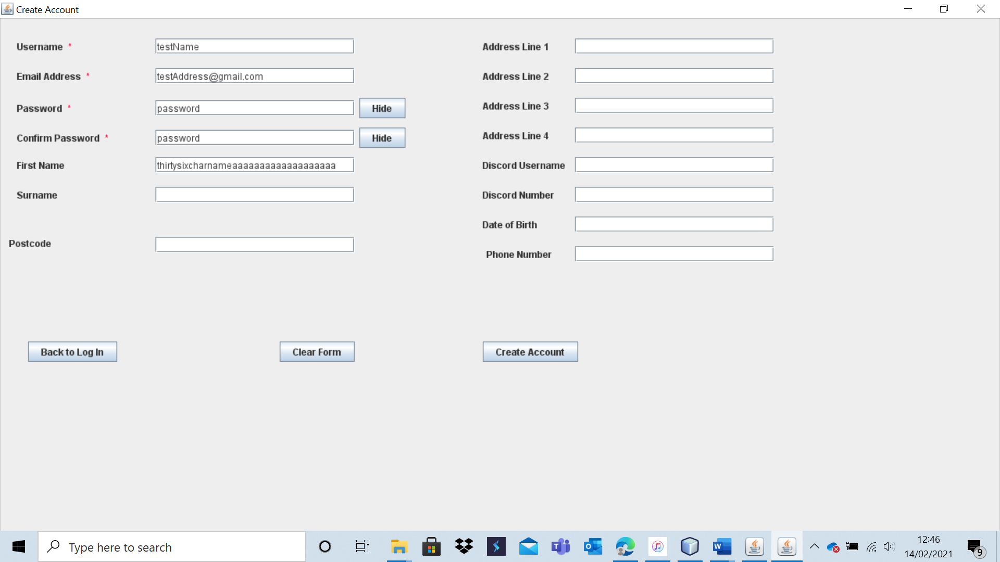 Create Account
Username *
testName
Email Address *
testAddress@gmail.com
Password *
password
Hide
Confirm Password *
password
Hide
First Name
thirtysixcharnameaaaaaaaaaaaaaaaaaaa
Surname
Postcode
Address Line 1
Address Line 2
Address Line 3
Address Line 4
Discord Username
Discord Number
Date of Birth
Phone Number
Back to Log In
Clear Form
Create Account
Type here to search
12:46
14/02/2021
9